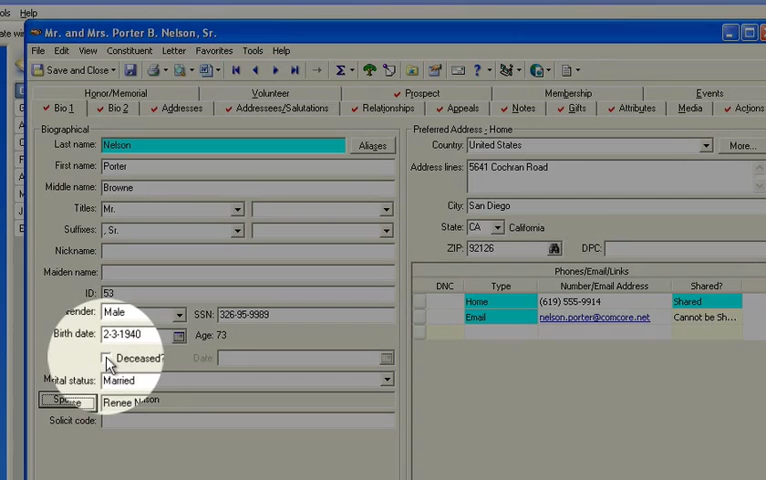 ols Help
Mr. and Mrs. Porter B. Nelson, Sr.
File Edit View Constituent Letter Favorites Tools Help
Save and Close
Honor/Memorial Volunteer Prospect Membership Events
Bio 1 Bio 2 Addresses Addressees/Salutations Relationships Appeals Notes Gifts Attributes Media Actions
Biographical
Last name: Nelson Aliases
First name: Porter
Middle name: Browne
Titles: Mr.
Suffixes: , Sr.
Nickname:
Maiden name:
ID: 53
ender: Male SSN: 326-95-9989
Birth date: 2-3-1940 Age: 73
Deceased? Date:
Marital status: Married
Spouse Renee Nelson
Solicit code:
Preferred Address - Home
Country: United States More...
Address lines: 5641 Cochran Road
City: San Diego
State: CA California
ZIP: 92126 DPC:
Phones/Email/Links
DNC Type Number/Email Address Shared?
Home (619) 555-9914 Shared
Email nelson.porter@comcore.net Cannot be Sh...